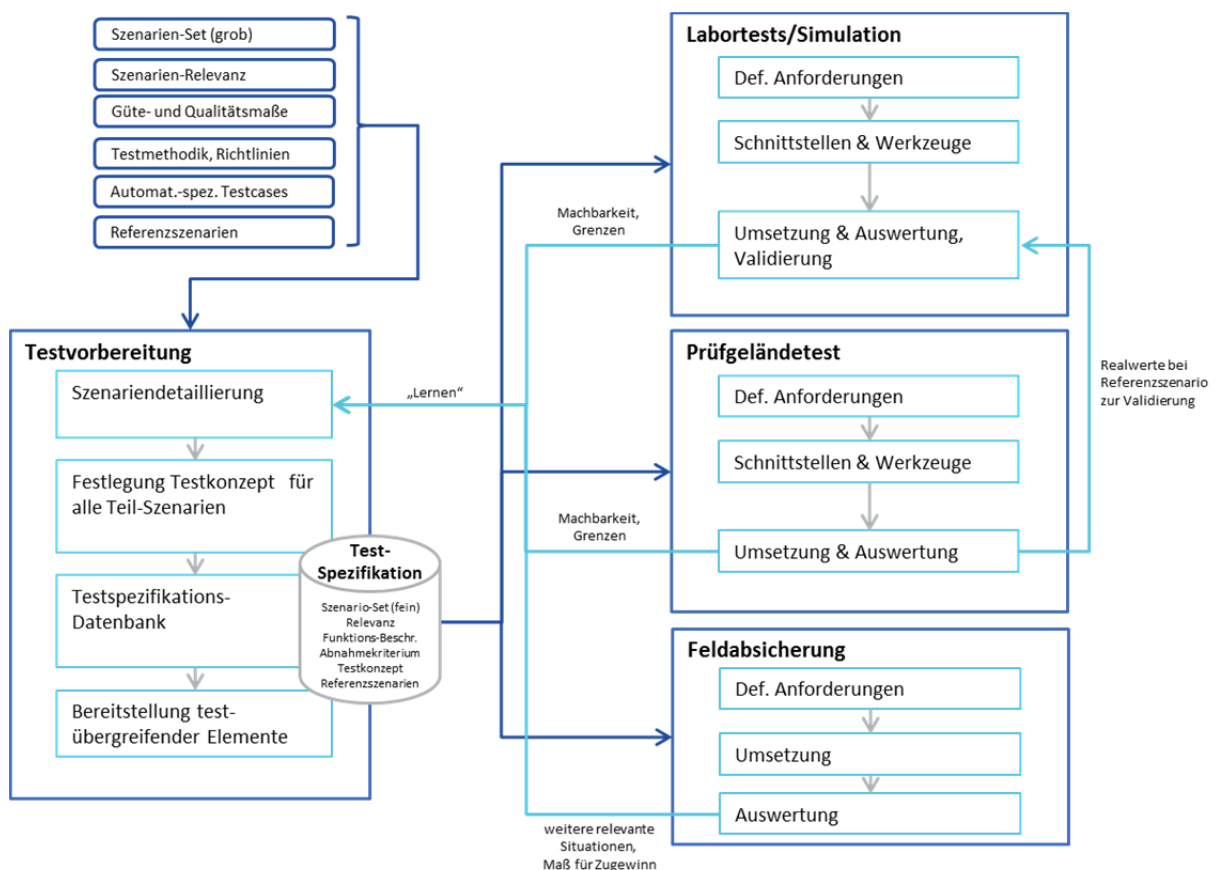 Szenarien-Set (grob)
Szenarien-Relevanz
Güte- und Qualitätsmaße
Testmethodik, Richtlinien
Automat.-spez. Testcases
Referenzszenarien
Testvorbereitung
Szenariendetaillierung
Festlegung Testkonzept für
alle Teil-Szenarien
Testspezifikations-
Datenbank
Bereitstellung test-
übergreifender Elemente
Test-
Spezifikation
Szenario-Set (fein)
Relevanz
Funktions-Beschr.
Abnahmekriterium
Testkonzept
Referenzszenarien
„Lernen“
Machbarkeit,
Grenzen
Machbarkeit,
Grenzen
weitere relevante
Situationen,
Maß für Zugewinn
Labortests/Simulation
Def. Anforderungen
Schnittstellen & Werkzeuge
Umsetzung & Auswertung,
Validierung
Prüfgeländetest
Def. Anforderungen
Schnittstellen & Werkzeuge
Umsetzung & Auswertung
Realwerte bei
Referenzszenario
zur Validierung
Feldabsicherung
Def. Anforderungen
Umsetzung
Auswertung